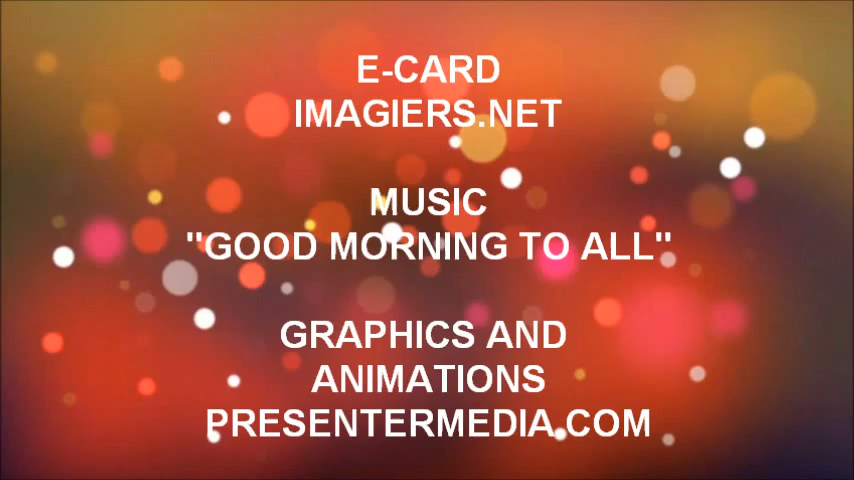 E-CARD
IMAGIERS.NET
MUSIC
"GOOD MORNING TO ALL"
GRAPHICS AND
ANIMATIONS
PRESENTERMEDIA.COM